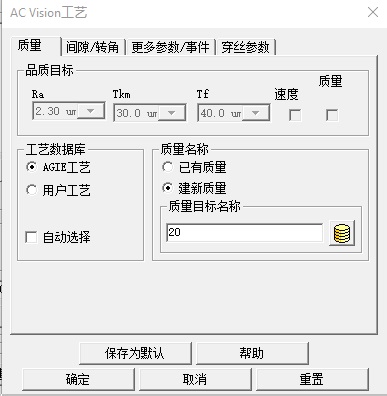 AC Vision工艺
质量 间隙/转角 更多参数/事件 穿丝参数
品质目标
Ra Tkm Tf 速度 质量
2.30 um 30.0 um 40.0 um
工艺数据库 质量名称
AGIE工艺 已有质量
用户工艺 建新质量
质量目标名称
自动选择 20
保存为默认 帮助
确定 取消 重置